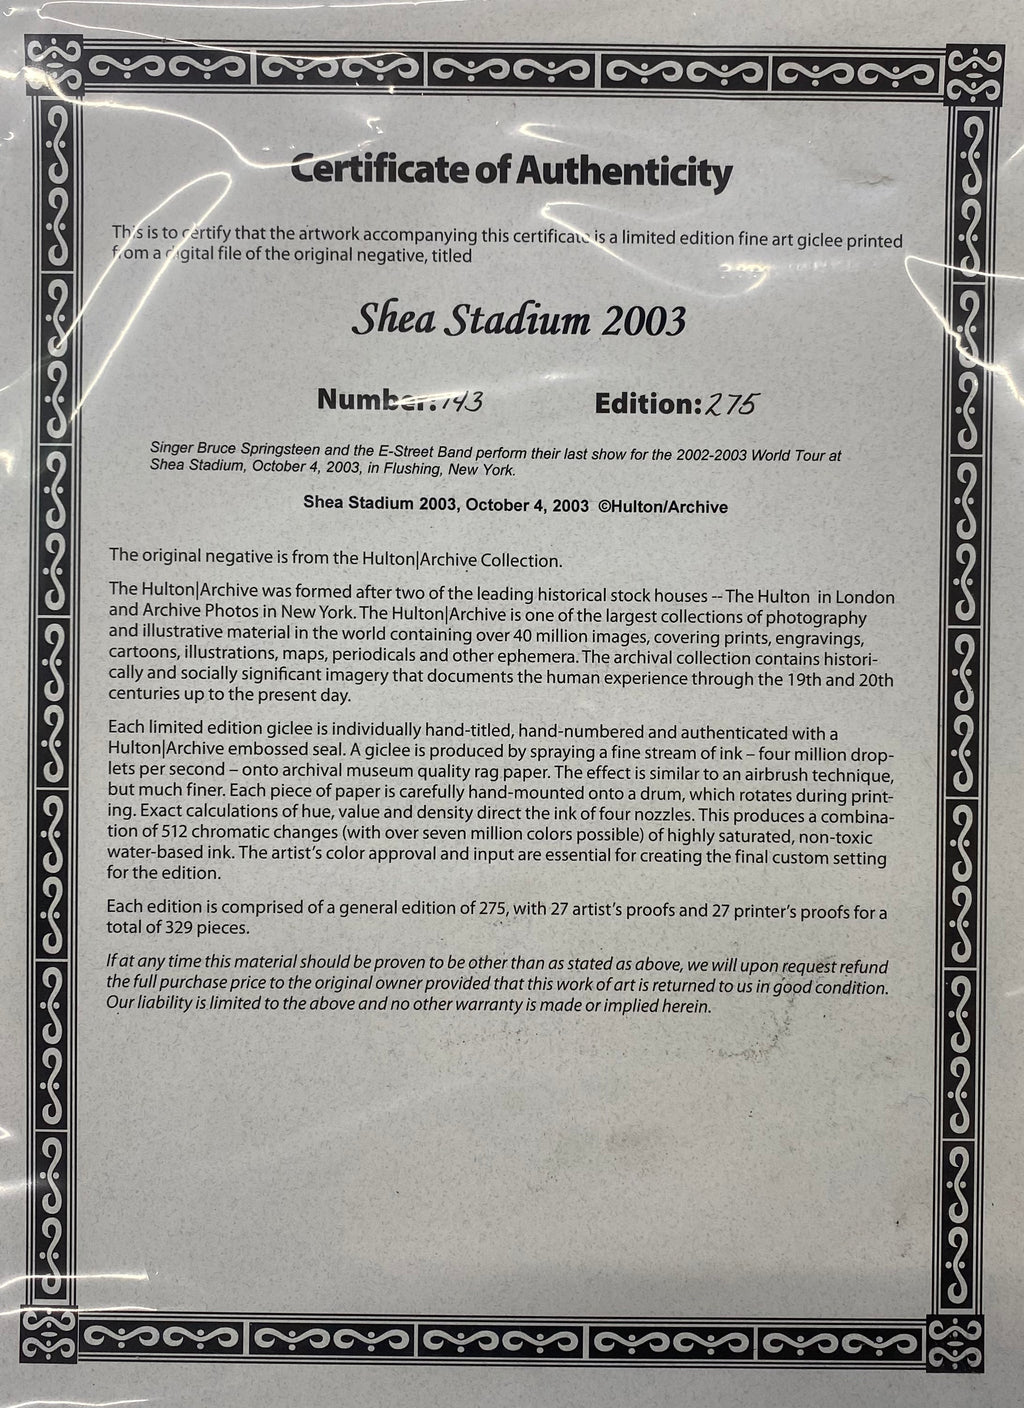 Certificate of Authenticity
This is to certify that the artwork accompanying this certificate is a limited edition fine art giclee printed
from a digital file of the original negative, titled
Shea Stadium 2003
Number: 143 Edition: 275
Singer Bruce Springsteen and the E-Street Band perform their last show for the 2002-2003 World Tour at
Shea Stadium, October 4, 2003, in Flushing, New York.
Shea Stadium 2003, October 4, 2003 ©Hulton/Archive
The original negative is from the Hulton|Archive Collection.
The Hulton|Archive was formed after two of the leading historical stock houses -- The Hulton in London
and Archive Photos in New York. The Hulton|Archive is one of the largest collections of photography
and illustrative material in the world containing over 40 million images, covering prints, engravings,
cartoons, illustrations, maps, periodicals and other ephemera. The archival collection contains histori-
cally and socially significant imagery that documents the human experience through the 19th and 20th
centuries up to the present day.
Each limited edition giclee is individually hand-titled, hand-numbered and authenticated with a
Hulton|Archive embossed seal. A giclee is produced by spraying a fine stream of ink – four million drop-
lets per second – onto archival museum quality rag paper. The effect is similar to an airbrush technique,
but much finer. Each piece of paper is carefully hand-mounted onto a drum, which rotates during print-
ing. Exact calculations of hue, value and density direct the ink of four nozzles. This produces a combina-
tion of 512 chromatic changes (with over seven million colors possible) of highly saturated, non-toxic
water-based ink. The artist's color approval and input are essential for creating the final custom setting
for the edition.
Each edition is comprised of a general edition of 275, with 27 artist's proofs and 27 printer's proofs for a
total of 329 pieces.
If at any time this material should be proven to be other than as stated as above, we will upon request refund
the full purchase price to the original owner provided that this work of art is returned to us in good condition.
Our liability is limited to the above and no other warranty is made or implied herein.